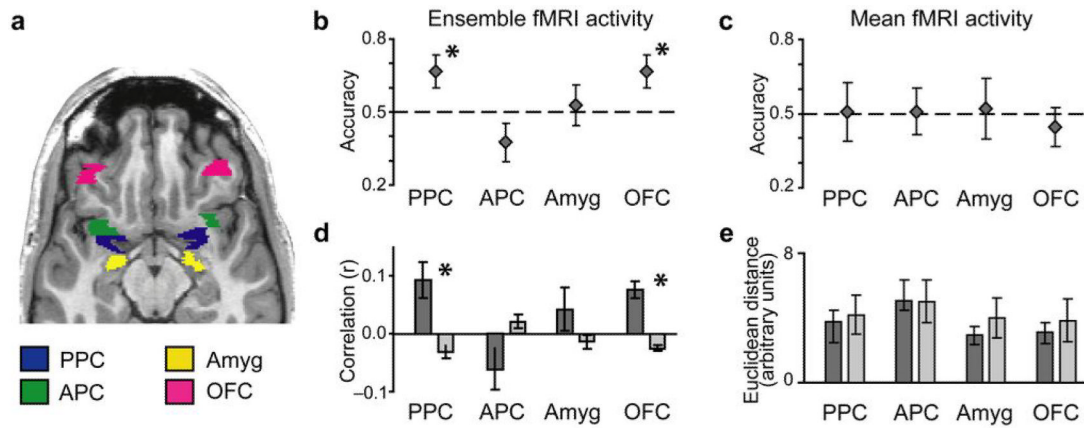 a
PPC
APC
Amyg
OFC
b
Ensemble fMRI activity
0.8
0.5
0.2
Accuracy
*
*
PPC APC Amyg OFC
c
Mean fMRI activity
0.8
0.5
0.2
Accuracy
PPC APC Amyg OFC
d
0.1
0.0
–0.1
Correlation (r)
*
*
PPC APC Amyg OFC
e
8
0
Euclidean distance
(arbitrary units)
PPC APC Amyg OFC